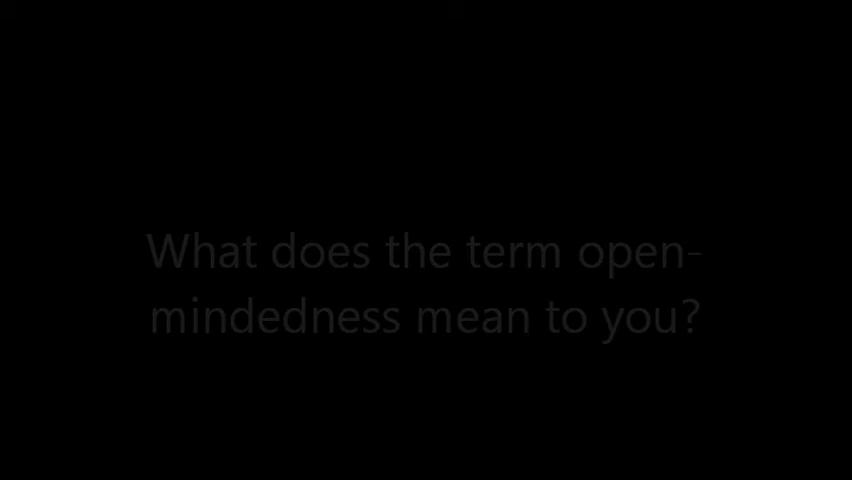 What does the term open-
mindedness mean to you?